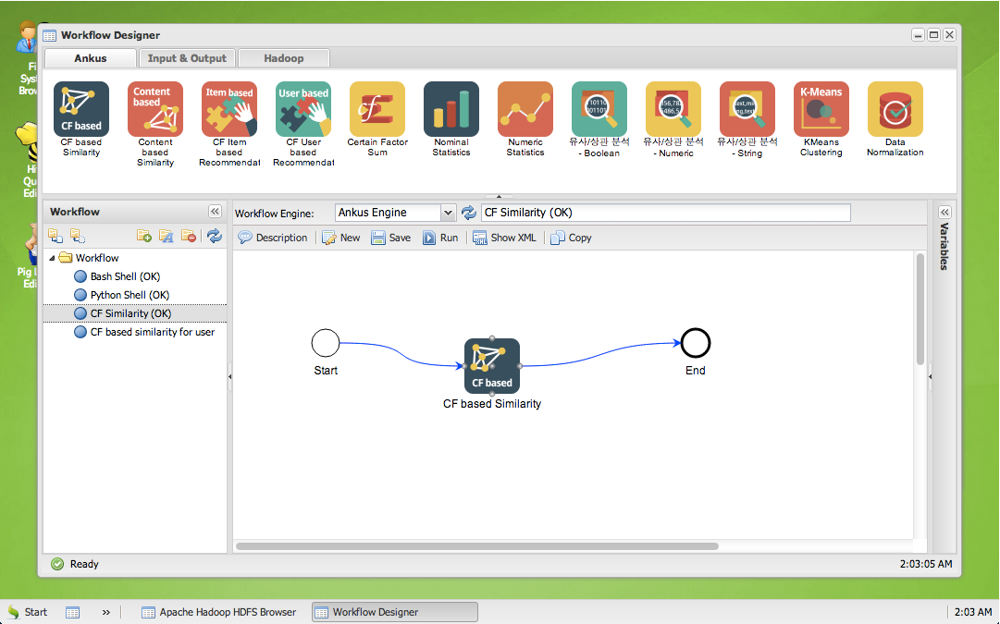 Workflow Designer
Ankus
Input & Output
Hadoop
CF based
CF based
Similarity
Content
based
Content
based
Similarity
Item based
CF Item
based
Recommendat
User based
CF User
based
Recommendat
cf
Certain Factor
Sum
Nominal
Statistics
Numeric
Statistics
유사/상관 분석
- Boolean
유사/상관 분석
- Numeric
유사/상관 분석
- String
K-Means
KMeans
Clustering
Data
Normalization
Workflow
Workflow Engine:
Ankus Engine
CF Similarity (OK)
Description
New
Save
Run
Show XML
Copy
Variables
Workflow
Bash Shell (OK)
Python Shell (OK)
CF Similarity (OK)
CF based similarity for user
Start
CF based
CF based Similarity
End
Ready
2:03:05 AM
Start
»
Apache Hadoop HDFS Browser
Workflow Designer
2:03 AM